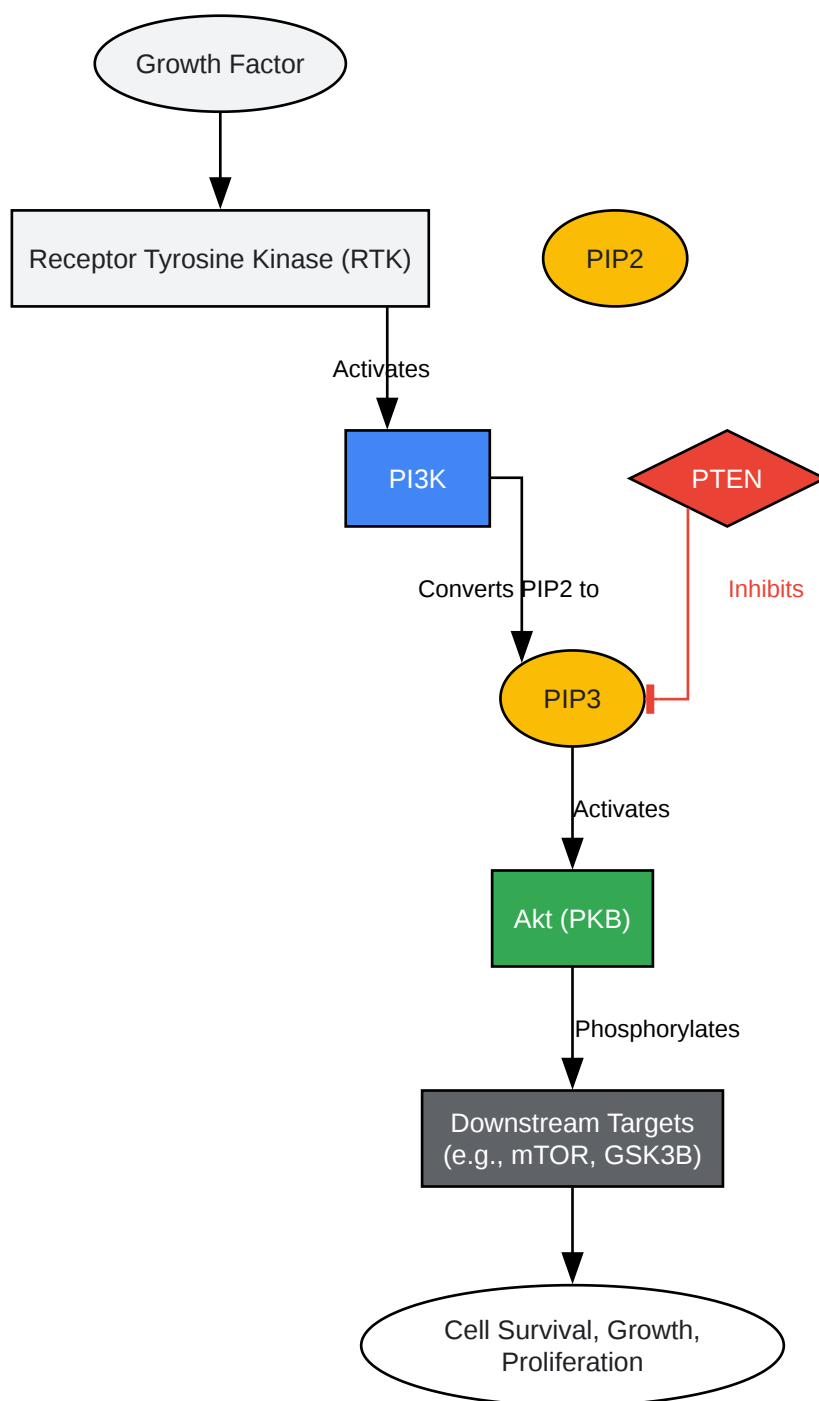 Growth Factor
Receptor Tyrosine Kinase (RTK)
PIP2
Activates
PI3K
PTEN
Converts PIP2 to
Inhibits
PIP3
Activates
Akt (PKB)
Phosphorylates
Downstream Targets
(e.g., mTOR, GSK3B)
Cell Survival, Growth,
Proliferation